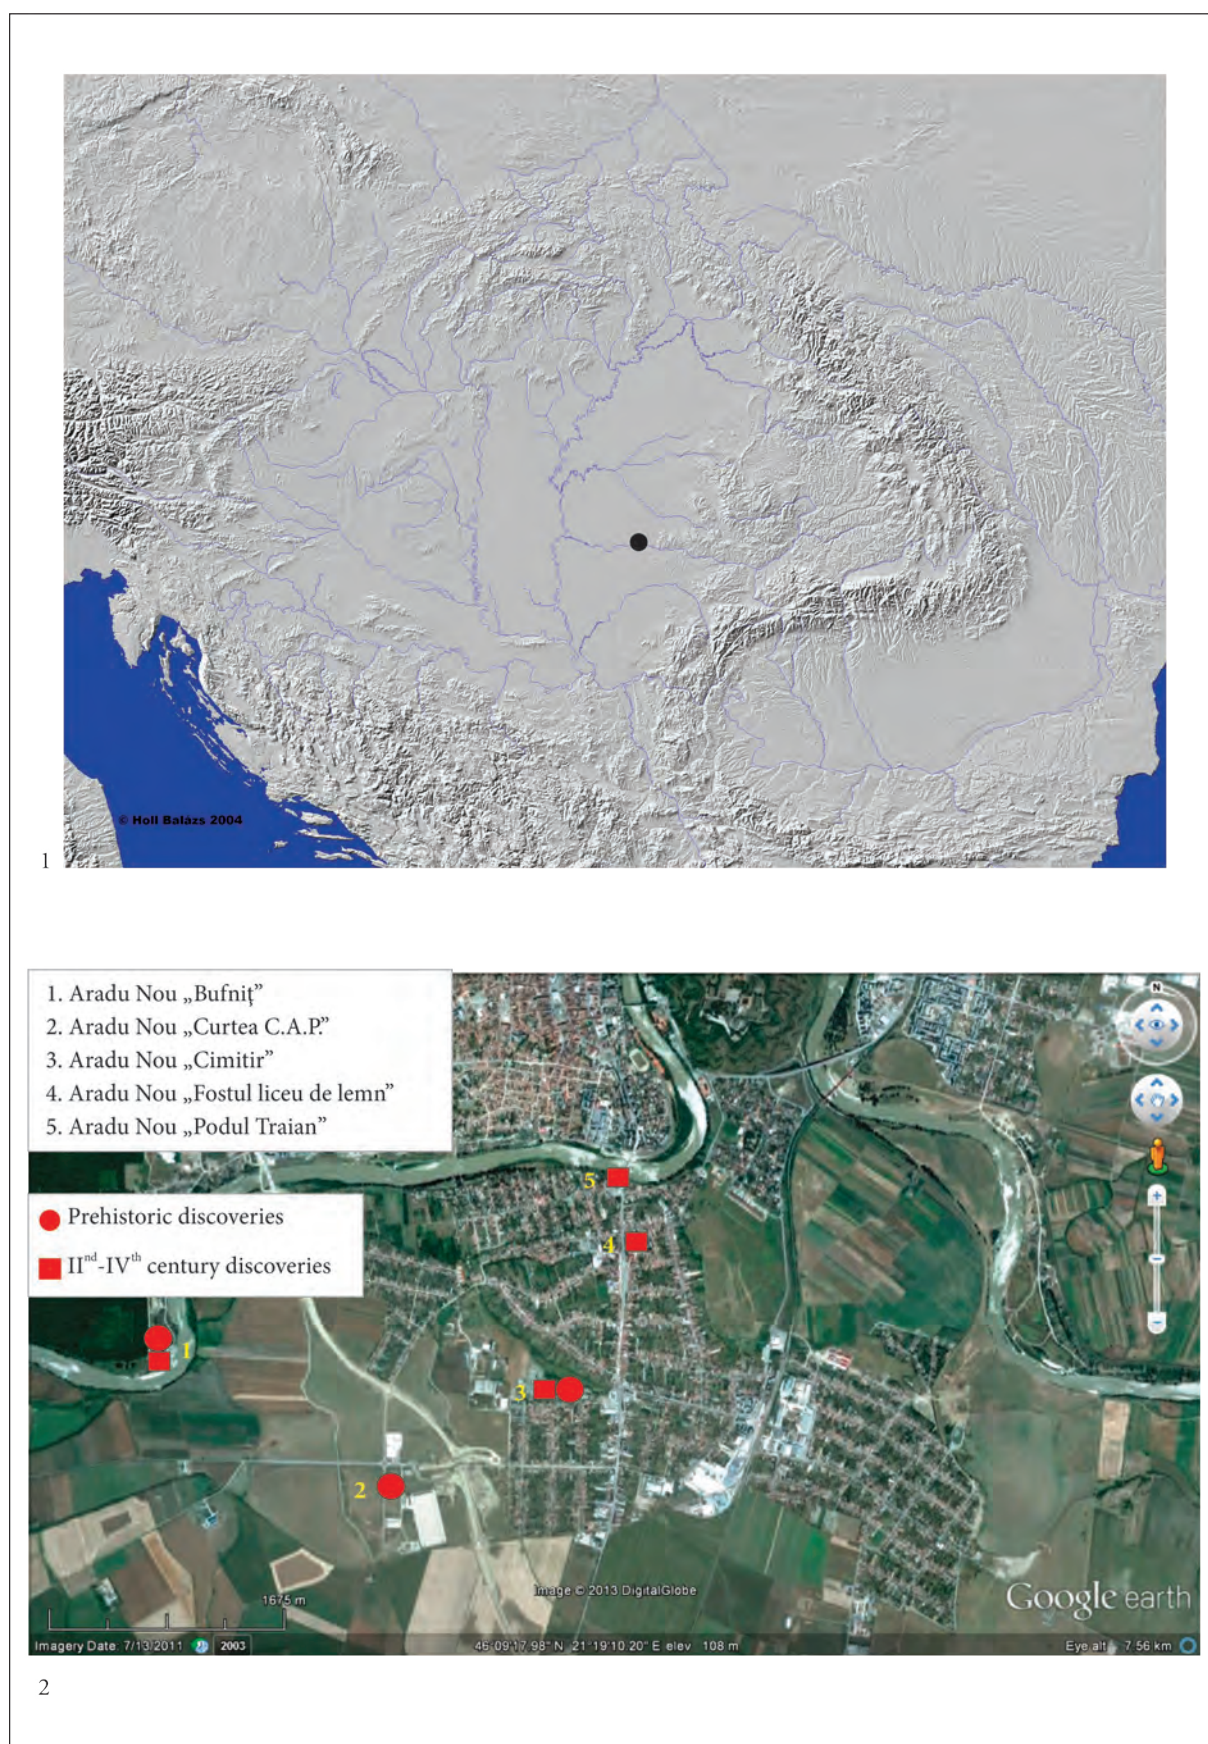 © Holl Balázs 2004
1
1. Aradu Nou „Bufniţ”
2. Aradu Nou „Curtea C.A.P.”
3. Aradu Nou „Cimitir”
4. Aradu Nou „Fostul liceu de lemn”
5. Aradu Nou „Podul Traian”
Prehistoric discoveries
IInd-IVth century discoveries
N
5
4
1
3
2
1675 m
Image © 2013 DigitalGlobe
Google earth
Imagery Date: 7/13/2011 2003 46°09'17.98" N 21°19'10.20" E elev 108 m Eye alt 7.56 km
2